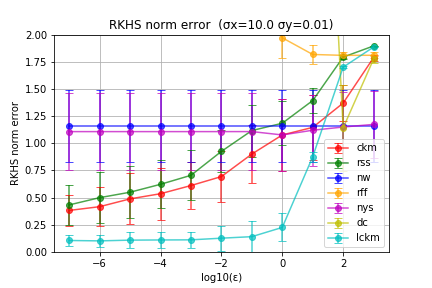 RKHS norm error (σx=10.0 σy=0.01)
RKHS norm error
2.00
1.75
1.50
1.25
1.00
0.75
0.50
0.25
0.00
−6
−4
−2
0
2
log10(ε)
ckm
rss
nw
rff
nys
dc
lckm